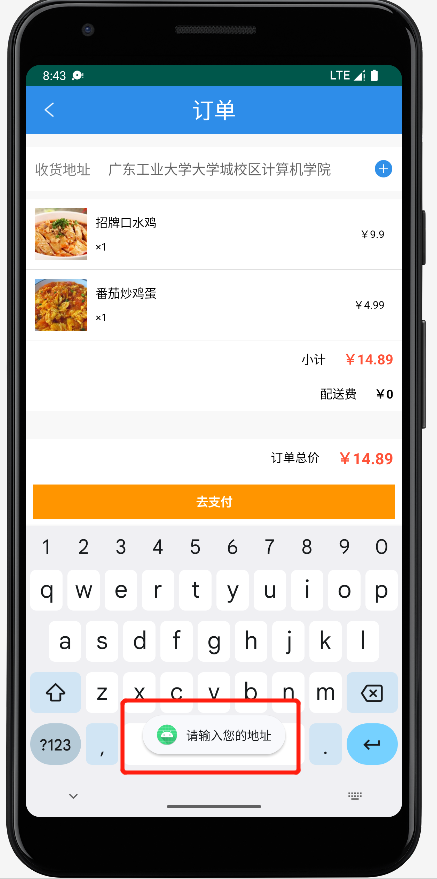 8:43 LTE
订单
收货地址 广东工业大学大学城校区计算机学院
招牌口水鸡
×1
￥9.9
番茄炒鸡蛋
×1
￥4.99
小计 ￥14.89
配送费 ￥0
订单总价 ￥14.89
去支付
1 2 3 4 5 6 7 8 9 0
q w e r t y u i o p
a s d f g h j k l
z x c v b n m
?123 , .
请输入您的地址